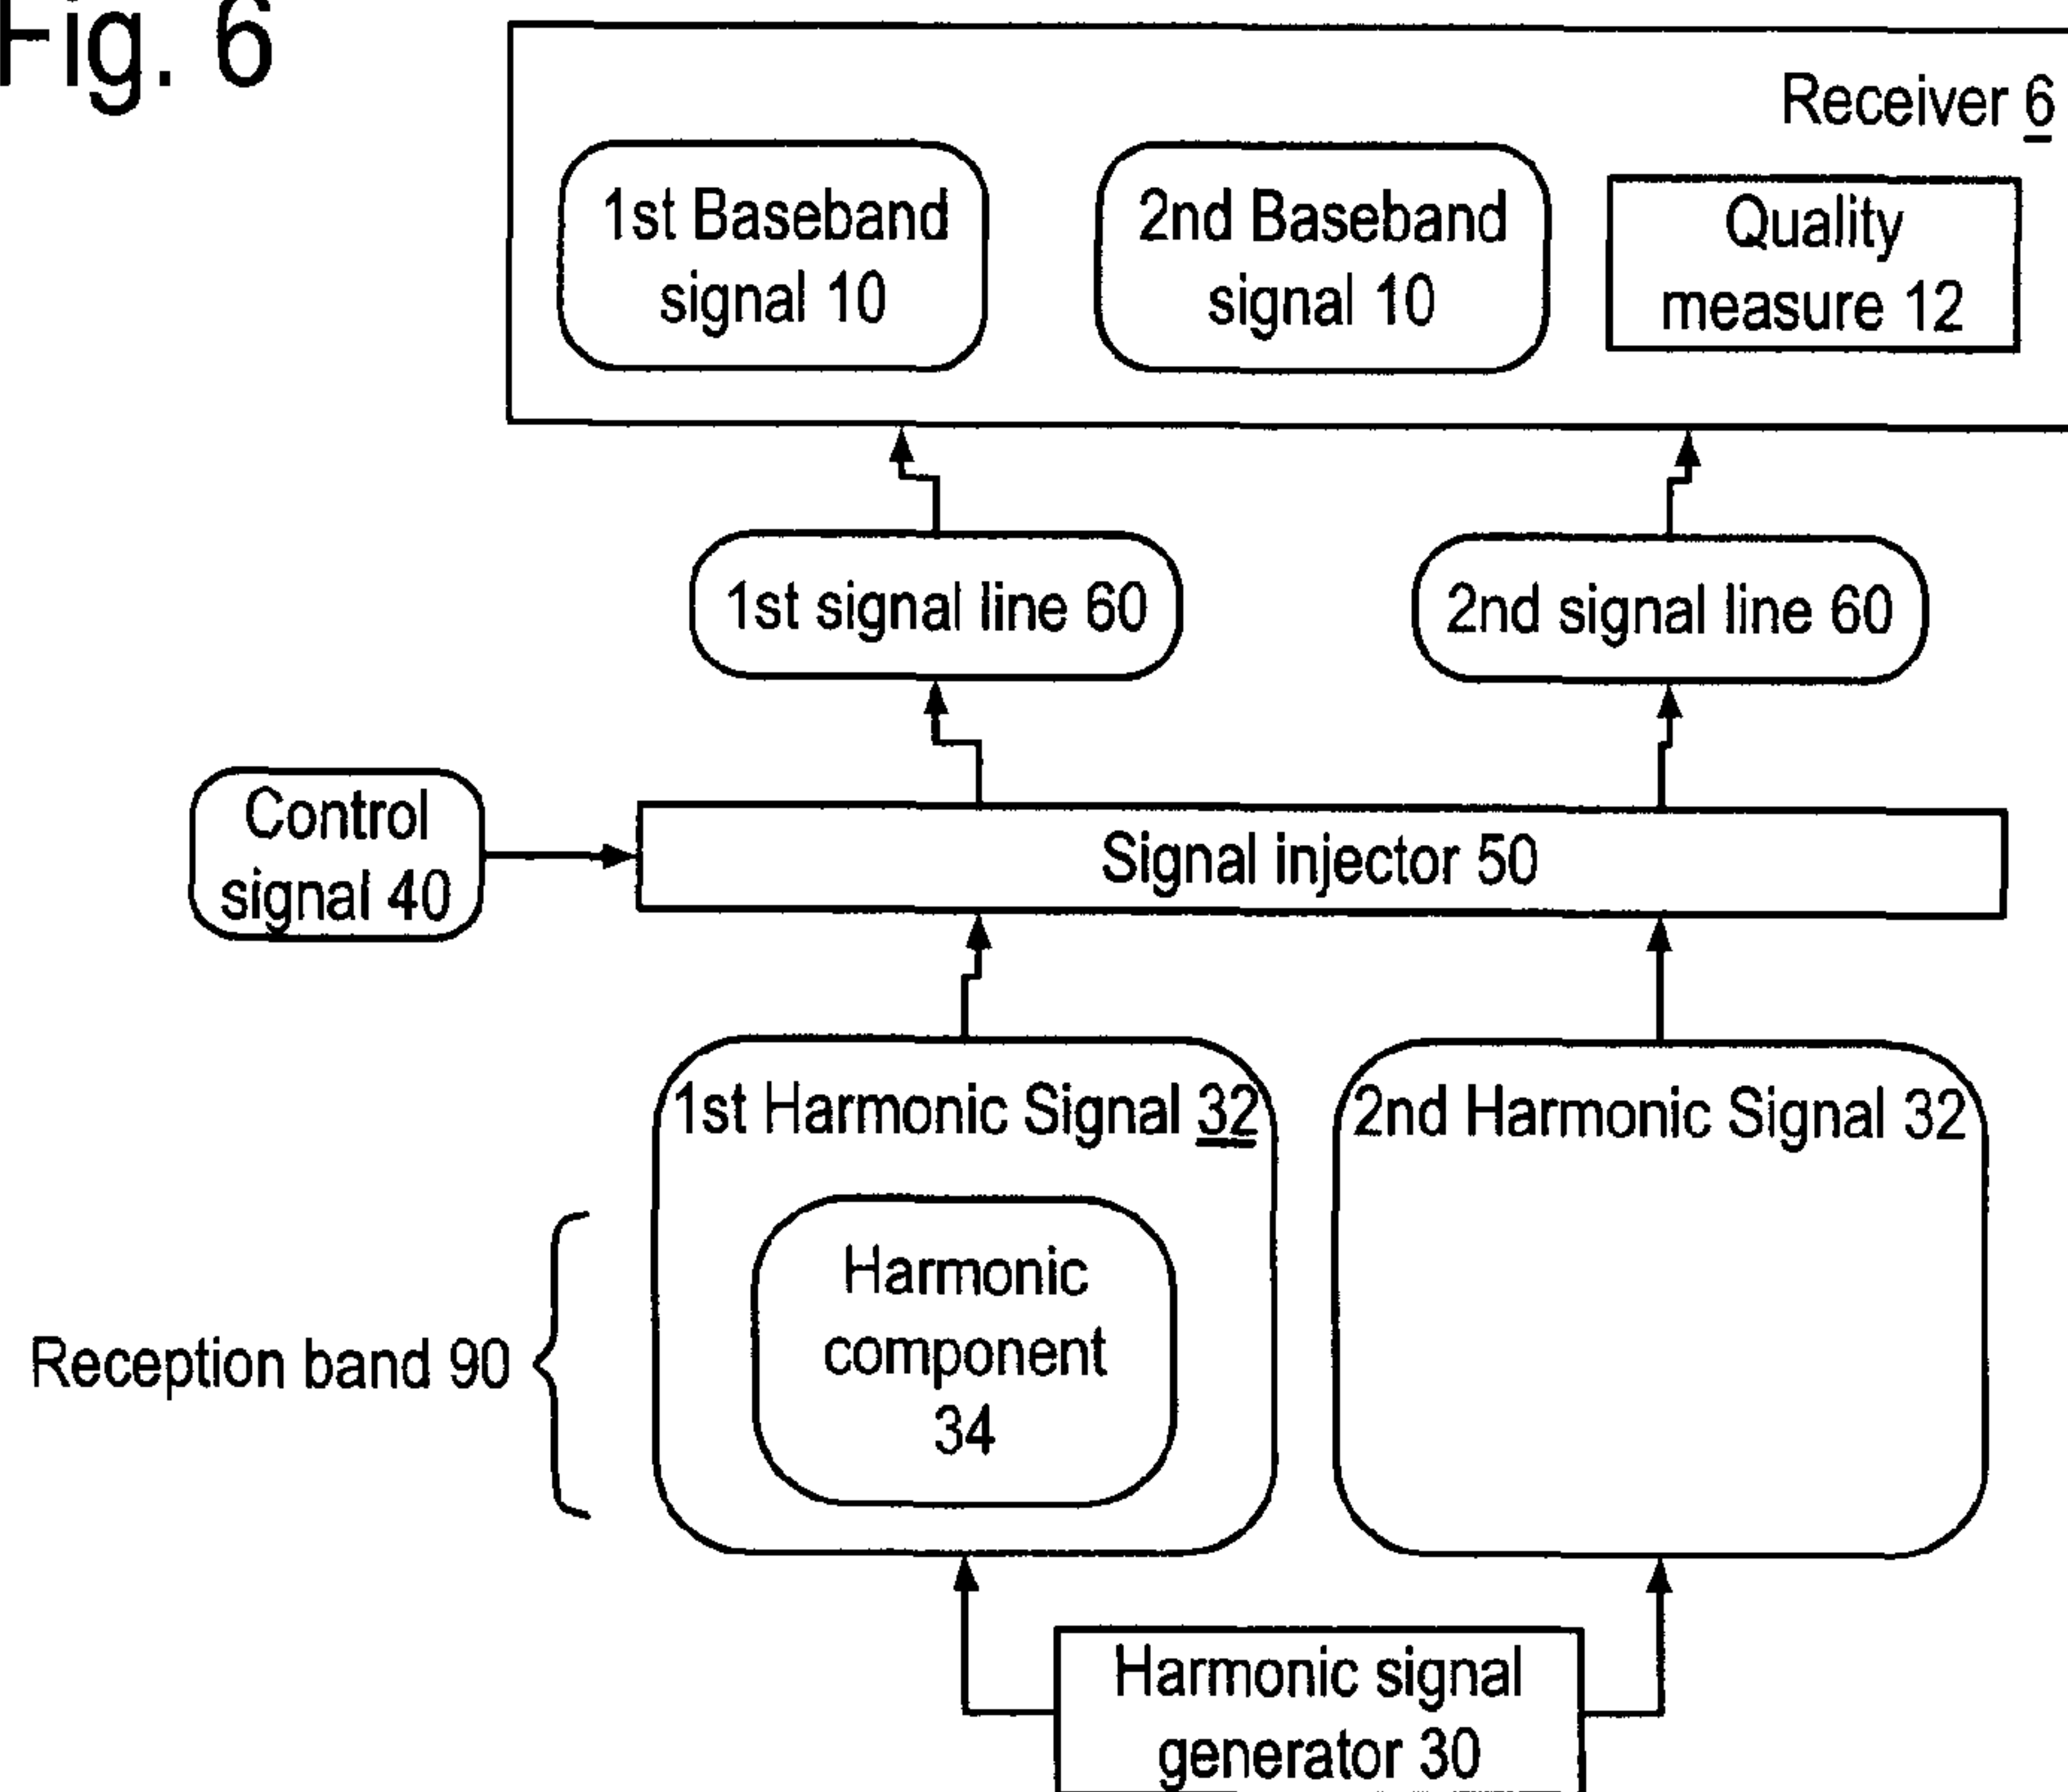 Fig. 6
Receiver 6
1st Baseband
signal 10
2nd Baseband
signal 10
Quality
measure 12
1st signal line 60
2nd signal line 60
Control
signal 40
Signal injector 50
1st Harmonic Signal 32
2nd Harmonic Signal 32
Harmonic
component
34
Reception band 90
Harmonic signal
generator 30